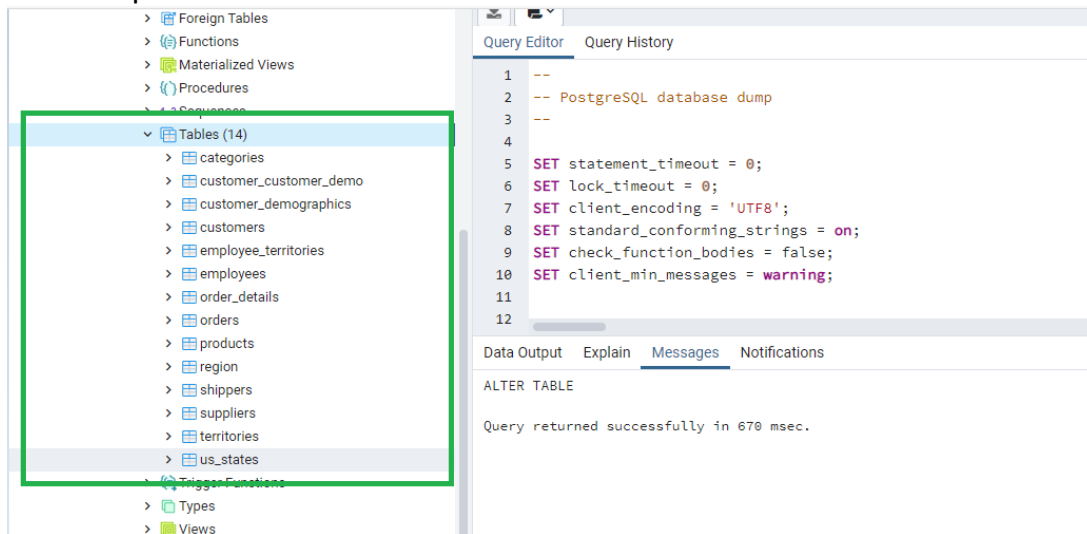 Foreign Tables
Functions
Materialized Views
Procedures
Sequences
Tables (14)
categories
customer_customer_demo
customer_demographics
customers
employee_territories
employees
order_details
orders
products
region
shippers
suppliers
territories
us_states
Trigger Functions
Types
Views
Query Editor Query History
1 --
2 -- PostgreSQL database dump
3 --
4
5 SET statement_timeout = 0;
6 SET lock_timeout = 0;
7 SET client_encoding = 'UTF8';
8 SET standard_conforming_strings = on;
9 SET check_function_bodies = false;
10 SET client_min_messages = warning;
11
12
Data Output Explain Messages Notifications
ALTER TABLE
Query returned successfully in 670 msec.